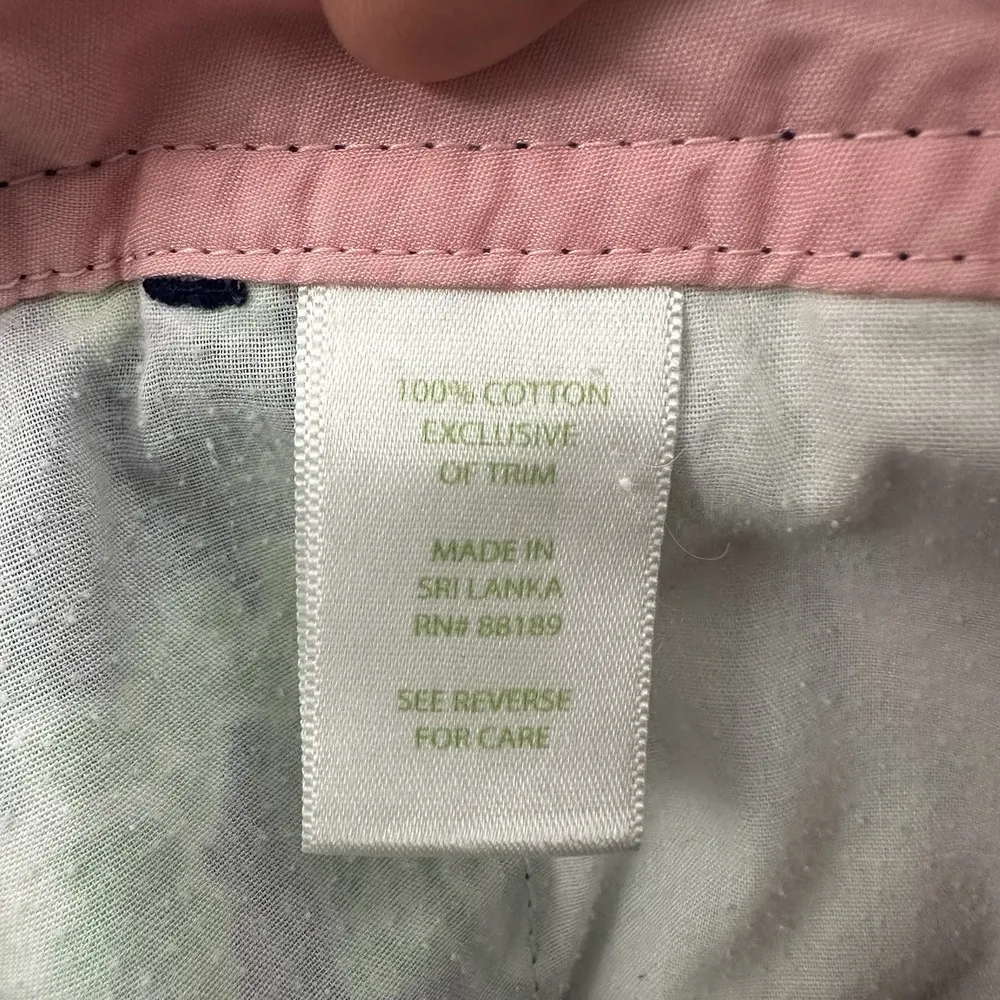 100% COTTON
EXCLUSIVE
OF TRIM
MADE IN
SRI LANKA
RN# 88189
SEE REVERSE
FOR CARE